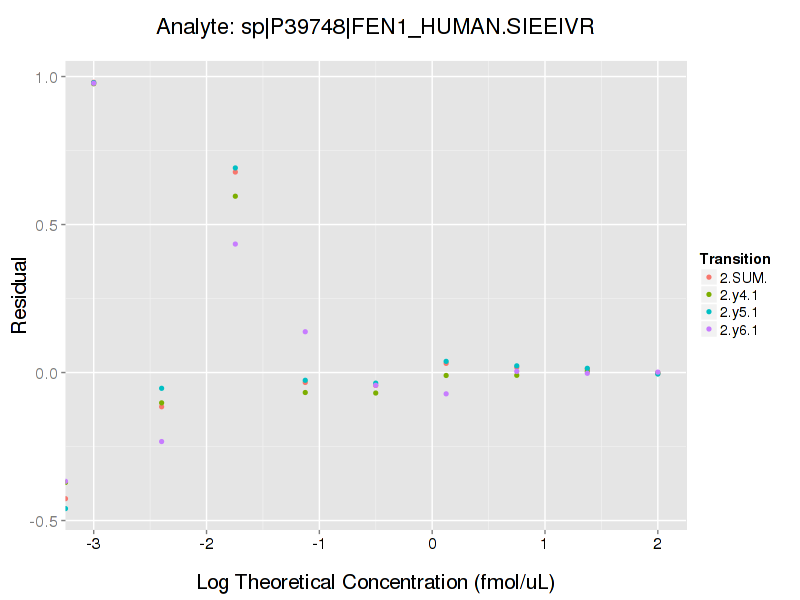 Analyte: sp|P39748|FEN1_HUMAN.SIEEIVR
1.0
0.5
0.0
-0.5
Residual
-3 -2 -1 0 1 2
Log Theoretical Concentration (fmol/uL)
Transition
2.SUM.
2.y4.1
2.y5.1
2.y6.1